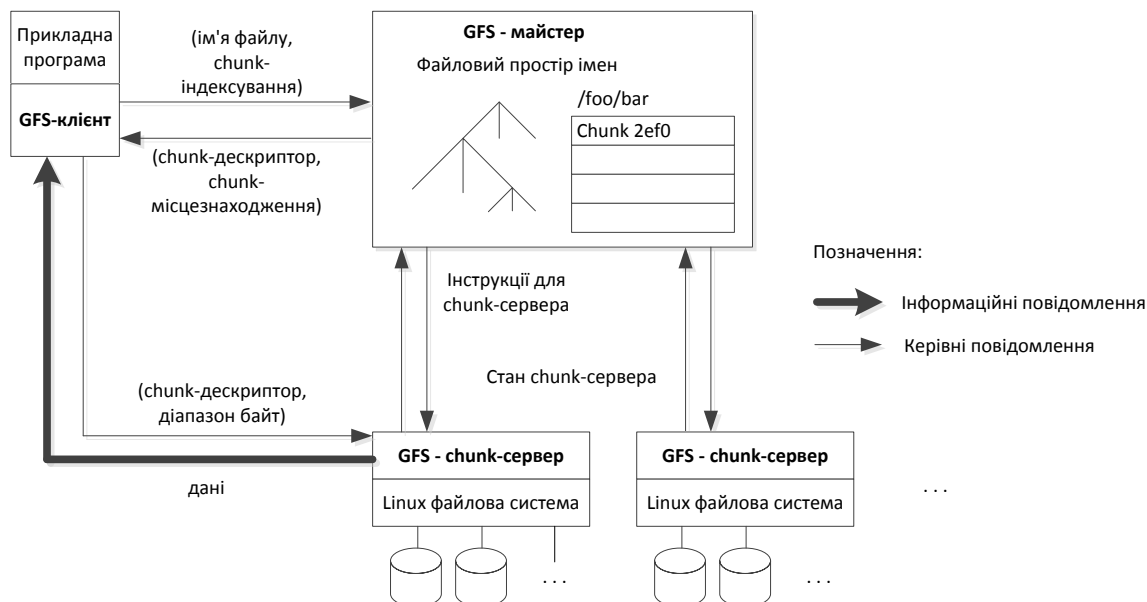 Прикладна
програма
GFS-клієнт
(ім'я файлу,
chunk-
індексування)
(chunk-дескриптор,
chunk-
місцезнаходження)
GFS - майстер
Файловий простір імен
/foo/bar
Chunk 2ef0
Інструкції для
chunk-сервера
Стан chunk-сервера
Позначення:
Інформаційні повідомлення
Керівні повідомлення
(chunk-дескриптор,
діапазон байт)
дані
GFS - chunk-сервер
Linux файлова система
. . .
GFS - chunk-сервер
Linux файлова система
. . .
. . .